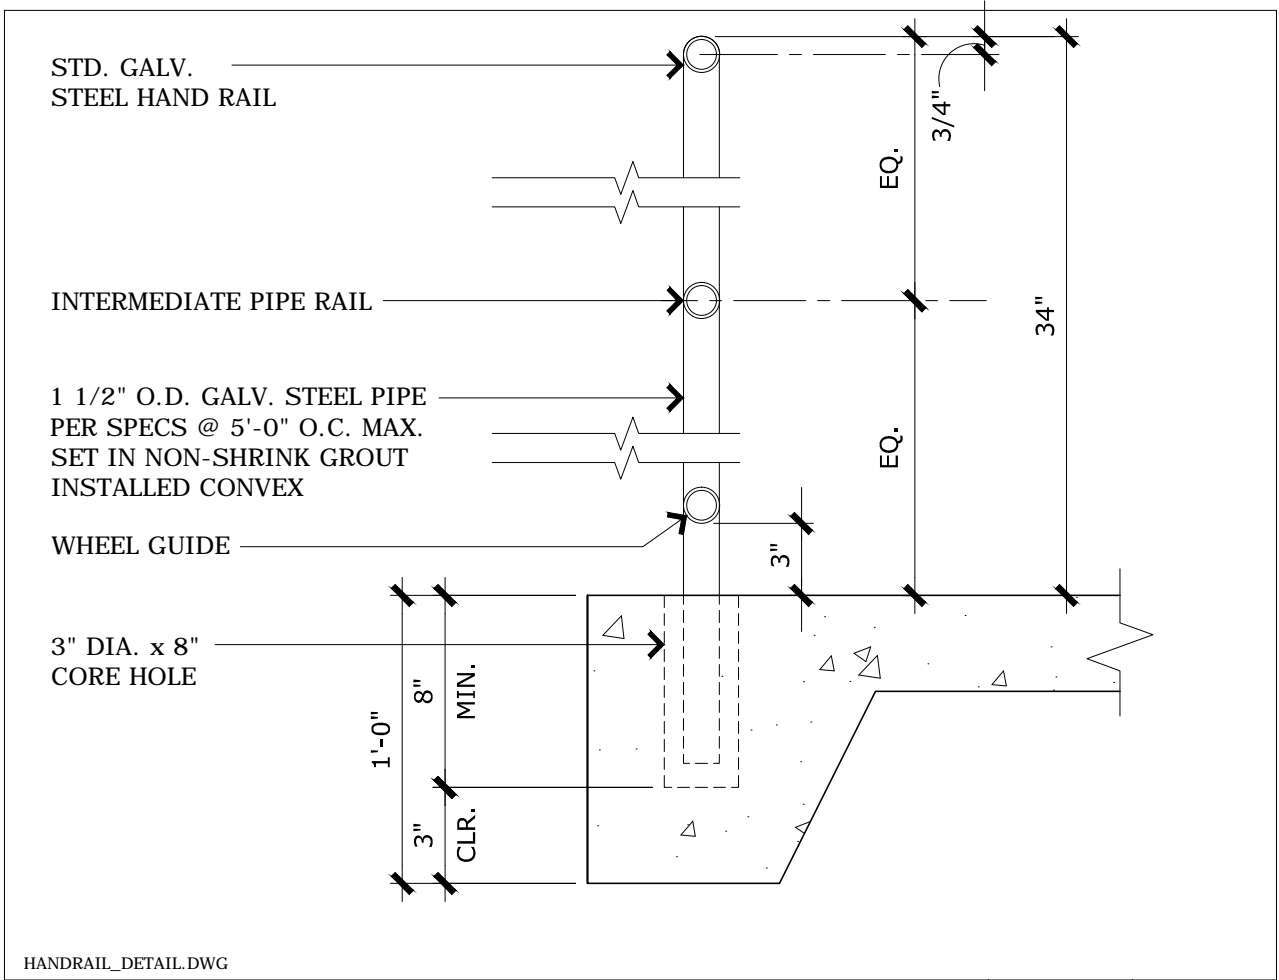 STD. GALV.
STEEL HAND RAIL
3/4"
EQ.
INTERMEDIATE PIPE RAIL
34"
1 1/2" O.D. GALV. STEEL PIPE
PER SPECS @ 5'-0" O.C. MAX.
SET IN NON-SHRINK GROUT
INSTALLED CONVEX
EQ.
WHEEL GUIDE
3"
3" DIA. x 8"
CORE HOLE
8"
MIN.
1'-0"
3"
CLR.
HANDRAIL_DETAIL.DWG